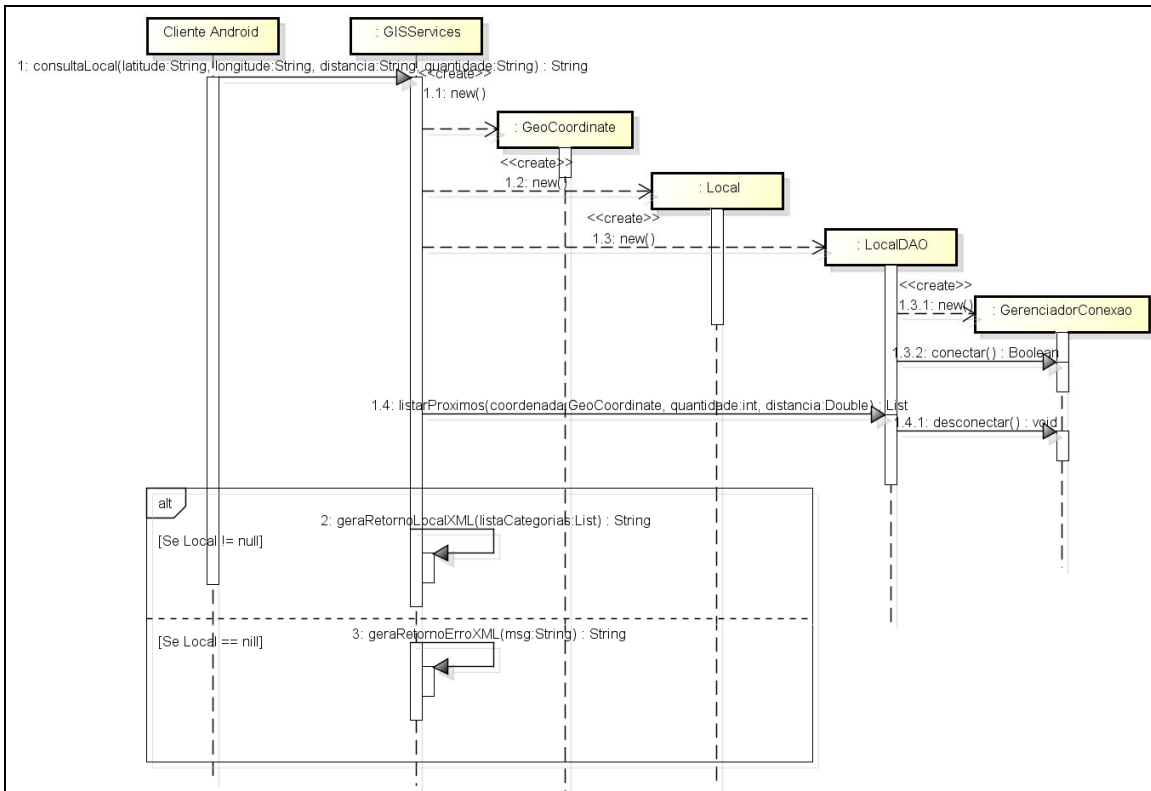 Cliente Android
: GISServices
1: consultaLocal(latitude:String, longitude:String, distancia:String, quantidade:String) : String
<<create>>
1.1: new()
: GeoCoordinate
<<create>>
1.2: new()
: Local
<<create>>
1.3: new()
: LocalDAO
<<create>>
1.3.1: new()
: GerenciadorConexao
1.3.2: conectar() : Boolean
1.4: listarProximos(coordenada:GeoCoordinate, quantidade:int, distancia:Double) : List
1.4.1: desconectar() : void
alt
2: geraRetornoLocalXML(listaCategorias:List) : String
[Se Local != null]
3: geraRetornoErroXML(msg:String) : String
[Se Local == nill]